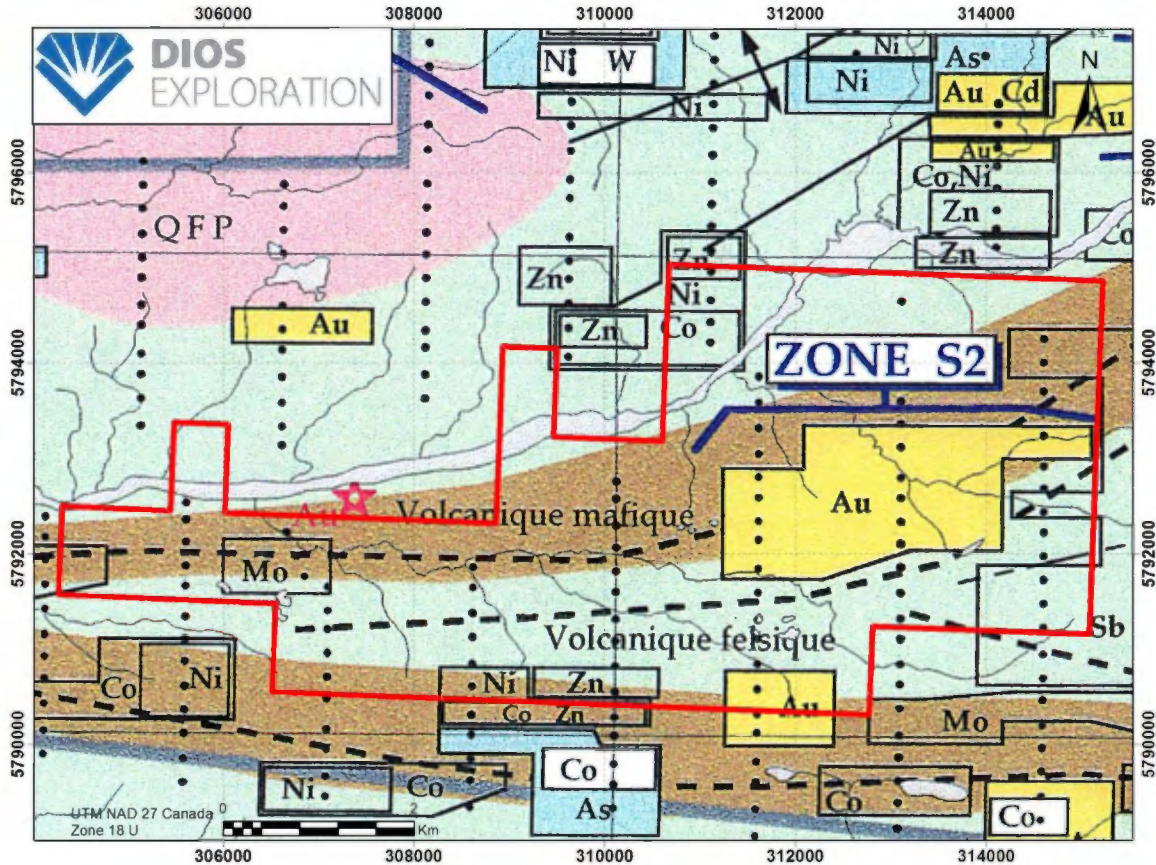 306000 308000 310000 312000 314000
DIOS
EXPLORATION
Ni W
Ni
As
N
Ni
Au Cd
Ni
Au
Au
5796000
5796000
Co,Ni
QFP
Zn
Co
Zn
Zn
Zn
Ni
Au
Zn
Co
5794000
ZONE S2
5794000
Au
Au
Volcanique mafique
5792000
5792000
Mo
Volcanique felsique
Sb
Co
Ni
Ni
Zn
Co Zn
Au
Mo
5790000
5790000
Co
Ni
Co
Co
As
Co
UTM NAD 27 Canada
Zone 18 U
0 2
Km
306000 308000 310000 312000 314000